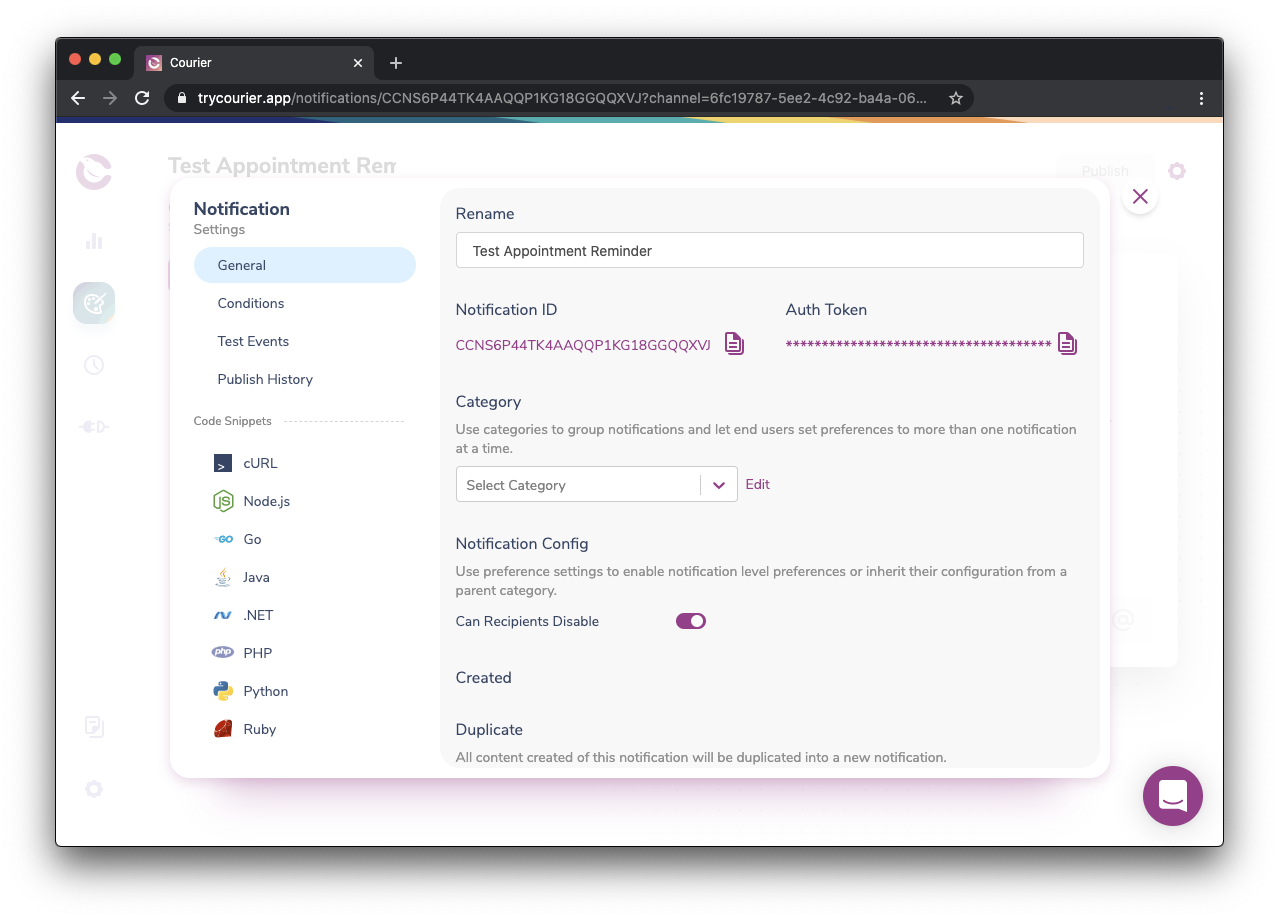 Courier
trycourier.app/notifications/CCNS6P44TK4AAQQP1KG18GGQQXVJ?channel=6fc19787-5ee2-4c92-ba4a-06...
Test Appointment Rem
Publish
Notification
Settings
General
Conditions
Test Events
Publish History
Code Snippets
cURL
Node.js
Go
Java
.NET
PHP
Python
Ruby
Rename
Test Appointment Reminder
Notification ID
CCNS6P44TK4AAQQP1KG18GGQQXVJ
Auth Token
*************************************
Category
Use categories to group notifications and let end users set preferences to more than one notification
at a time.
Select Category
Edit
Notification Config
Use preference settings to enable notification level preferences or inherit their configuration from a
parent category.
Can Recipients Disable
Created
Duplicate
All content created of this notification will be duplicated into a new notification.